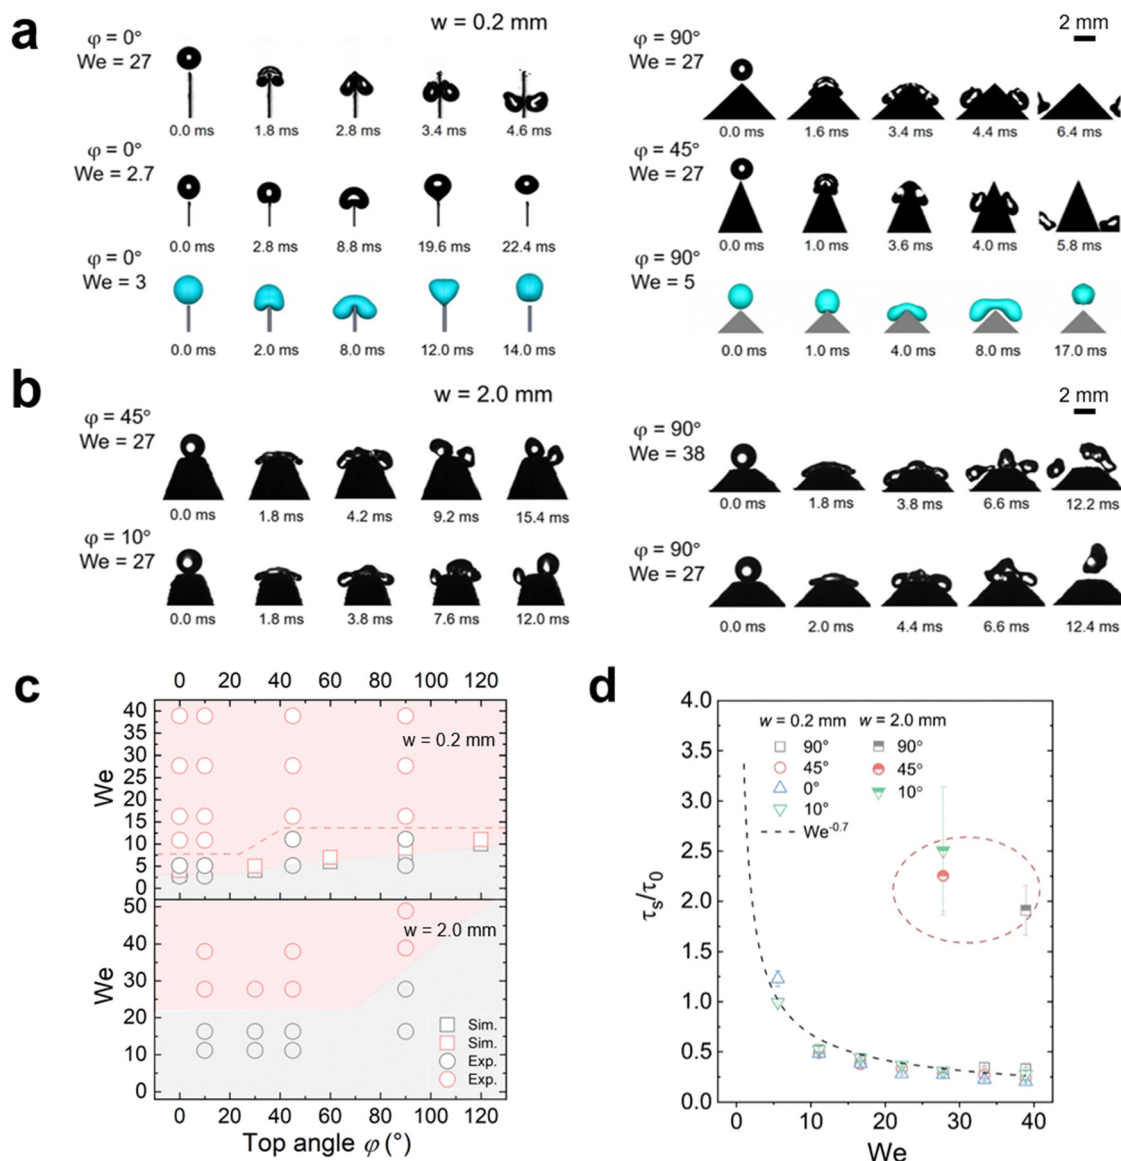 a
w = 0.2 mm
2 mm
φ = 0°
We = 27
0.0 ms 1.8 ms 2.8 ms 3.4 ms 4.6 ms
φ = 0°
We = 2.7
0.0 ms 2.8 ms 8.8 ms 19.6 ms 22.4 ms
φ = 0°
We = 3
0.0 ms 2.0 ms 8.0 ms 12.0 ms 14.0 ms
φ = 90°
We = 27
0.0 ms 1.6 ms 3.4 ms 4.4 ms 6.4 ms
φ = 45°
We = 27
0.0 ms 1.0 ms 3.6 ms 4.0 ms 5.8 ms
φ = 90°
We = 5
0.0 ms 1.0 ms 4.0 ms 8.0 ms 17.0 ms
b
w = 2.0 mm
2 mm
φ = 45°
We = 27
0.0 ms 1.8 ms 4.2 ms 9.2 ms 15.4 ms
φ = 10°
We = 27
0.0 ms 1.8 ms 3.8 ms 7.6 ms 12.0 ms
φ = 90°
We = 38
0.0 ms 1.8 ms 3.8 ms 6.6 ms 12.2 ms
φ = 90°
We = 27
0.0 ms 2.0 ms 4.4 ms 6.6 ms 12.4 ms
c
0 20 40 60 80 100 120
40
35
30
25
20
15
10
5
0
We
w = 0.2 mm
50
40
30
20
10
0
We
w = 2.0 mm
Sim.
Sim.
Exp.
Exp.
0 20 40 60 80 100 120
Top angle φ (°)
d
4.0
3.5
3.0
2.5
2.0
1.5
1.0
0.5
0.0
τs/τ0
w = 0.2 mm w = 2.0 mm
90° 90°
45° 45°
0° 10°
10°
We-0.7
0 10 20 30 40
We